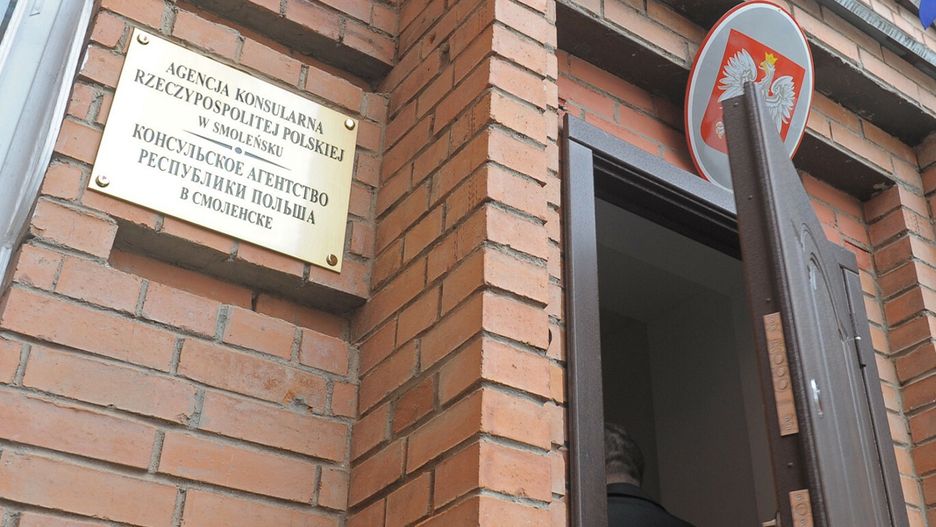 AGENCJA KONSULARNA
RZECZYPOSPOLITEJ POLSKIEJ
W SMOLEŃSKU
КОНСУЛЬСКОЕ АГЕНТСТВО
РЕСПУБЛИКИ ПОЛЬША
В СМОЛЕНСКЕ